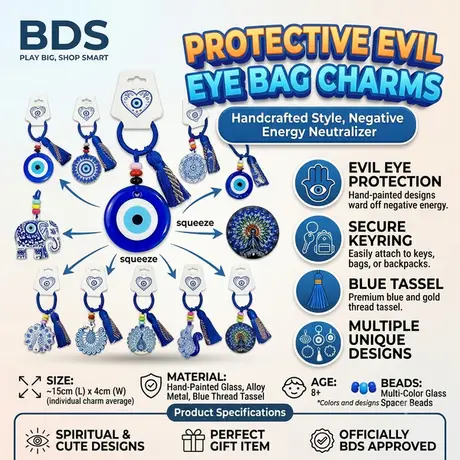 BDS
PLAY BIG, SHOP SMART
PROTECTIVE EVIL
EYE BAG CHARMS
Handcrafted Style, Negative
Energy Neutralizer
squeeze
squeeze
EVIL EYE
PROTECTION
Hand-painted designs
ward off negative energy.
SECURE
KEYRING
Easily attach to keys,
bags, or backpacks.
BLUE TASSEL
Premium blue and gold
thread tassel.
MULTIPLE
UNIQUE
DESIGNS
SIZE:
~15cm (L) x 4cm (W)
(individual charm average)
MATERIAL:
Hand-Painted Glass, Alloy
Metal, Blue Thread Tassel
AGE:
8+
*Colors and designs
BEADS:
Multi-Color Glass
Spacer Beads
Product Specifications
SPIRITUAL &
CUTE DESIGNS
PERFECT
GIFT ITEM
OFFICIALLY
BDS APPROVED